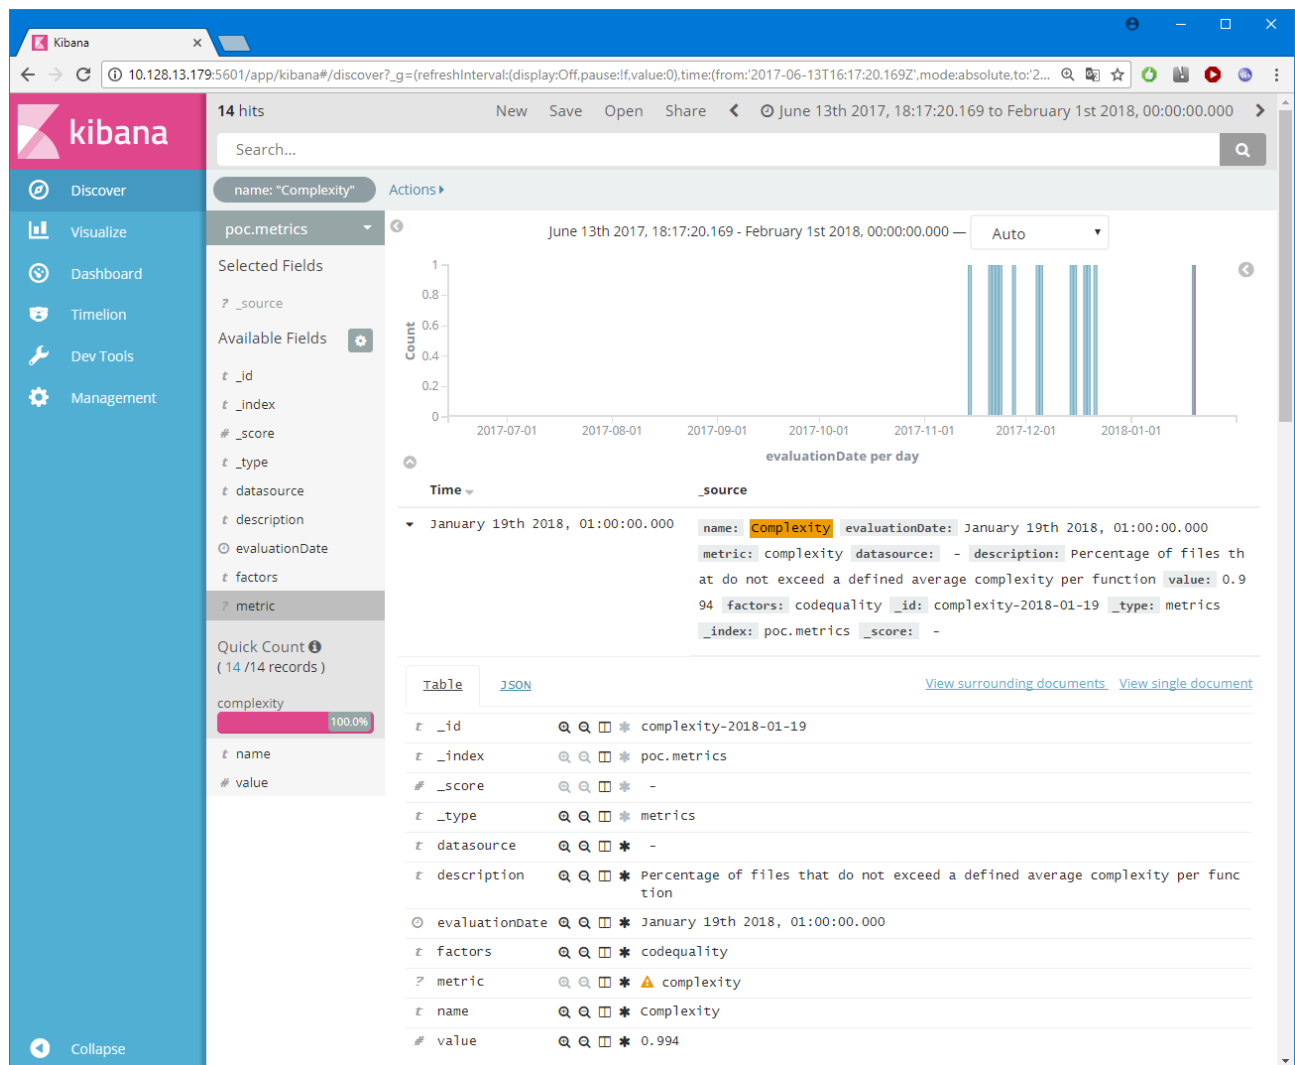 Kibana
10.128.13.179:5601/app/kibana#/discover?_g=(refreshInterval:(display:Off,pause:!f,value:0),time:(from:'2017-06-13T16:17:20.169Z',mode:absolute,to:'2...
kibana
14 hits
New Save Open Share June 13th 2017, 18:17:20.169 to February 1st 2018, 00:00:00.000
Search...
Discover
Visualize
Dashboard
Timelion
Dev Tools
Management
Collapse
name: "Complexity"
Actions
poc.metrics
Selected Fields
? _source
Available Fields
t _id
t _index
# _score
t _type
t datasource
t description
evaluationDate
t factors
? metric
Quick Count
( 14 /14 records )
complexity
100.0%
t name
# value
June 13th 2017, 18:17:20.169 - February 1st 2018, 00:00:00.000 — Auto
Count
1
0.8
0.6
0.4
0.2
0
2017-07-01 2017-08-01 2017-09-01 2017-10-01 2017-11-01 2017-12-01 2018-01-01
evaluationDate per day
Time _source
January 19th 2018, 01:00:00.000
name: Complexity evaluationDate: January 19th 2018, 01:00:00.000
metric: complexity datasource: - description: Percentage of files th
at do not exceed a defined average complexity per function value: 0.9
94 factors: codequality _id: complexity-2018-01-19 _type: metrics
_index: poc.metrics _score: -
Table JSON View surrounding documents View single document
t _id complexity-2018-01-19
t _index poc.metrics
# _score -
t _type metrics
t datasource -
t description Percentage of files that do not exceed a defined average complexity per func
tion
evaluationDate January 19th 2018, 01:00:00.000
t factors codequality
? metric complexity
t name Complexity
# value 0.994